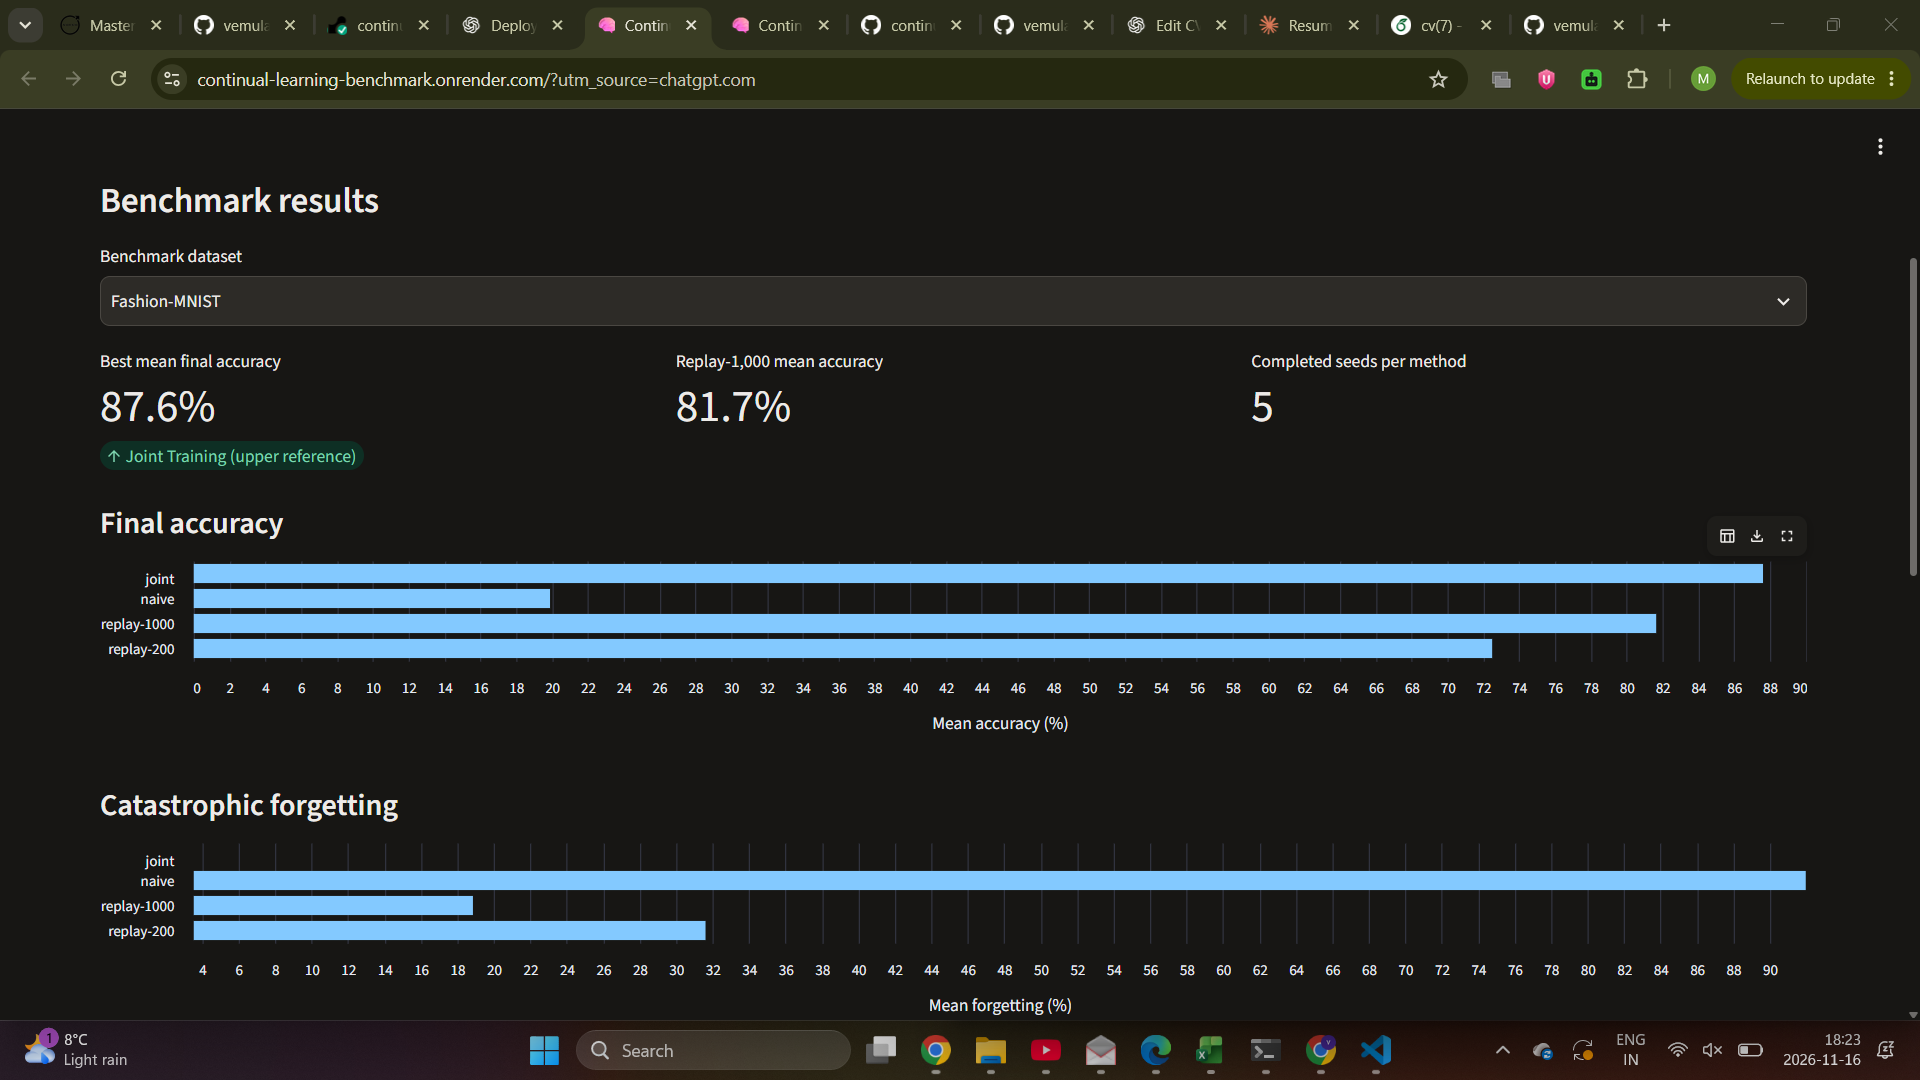 Master
vemula
contin
Deploy
Contin
Contin
contin
vemula
Edit CV
Resum
cv(7) -
vemul
continual-learning-benchmark.onrender.com/?utm_source=chatgpt.com
M
Relaunch to update
Benchmark results
Benchmark dataset
Fashion-MNIST
Best mean final accuracy
87.6%
↑ Joint Training (upper reference)
Replay-1,000 mean accuracy
81.7%
Completed seeds per method
5
Final accuracy
joint
naive
replay-1000
replay-200
0 2 4 6 8 10 12 14 16 18 20 22 24 26 28 30 32 34 36 38 40 42 44 46 48 50 52 54 56 58 60 62 64 66 68 70 72 74 76 78 80 82 84 86 88 90
Mean accuracy (%)
Catastrophic forgetting
joint
naive
replay-1000
replay-200
4 6 8 10 12 14 16 18 20 22 24 26 28 30 32 34 36 38 40 42 44 46 48 50 52 54 56 58 60 62 64 66 68 70 72 74 76 78 80 82 84 86 88 90
Mean forgetting (%)
1
8°C
Light rain
Search
ENG
IN
18:23
2026-11-16